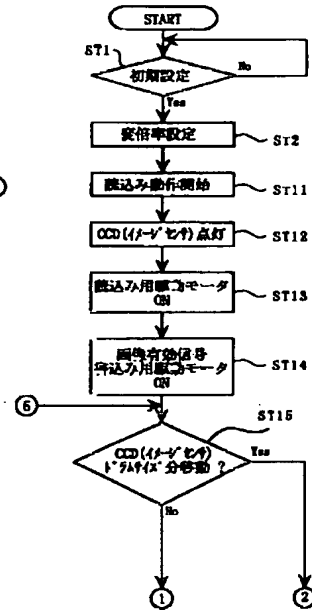 START
ST1
初期設定
No
Yes
変倍率設定
ST2
読込み動作開始
ST11
CCD(イメージセンサ)点灯
ST12
読込み用駆動モータ
ON
ST13
画像有効信号
書込み用駆動モータ
ON
ST14
6
ST15
CCD(イメージセンサ)
ドラムサイズ分移動?
Yes
No
1
2